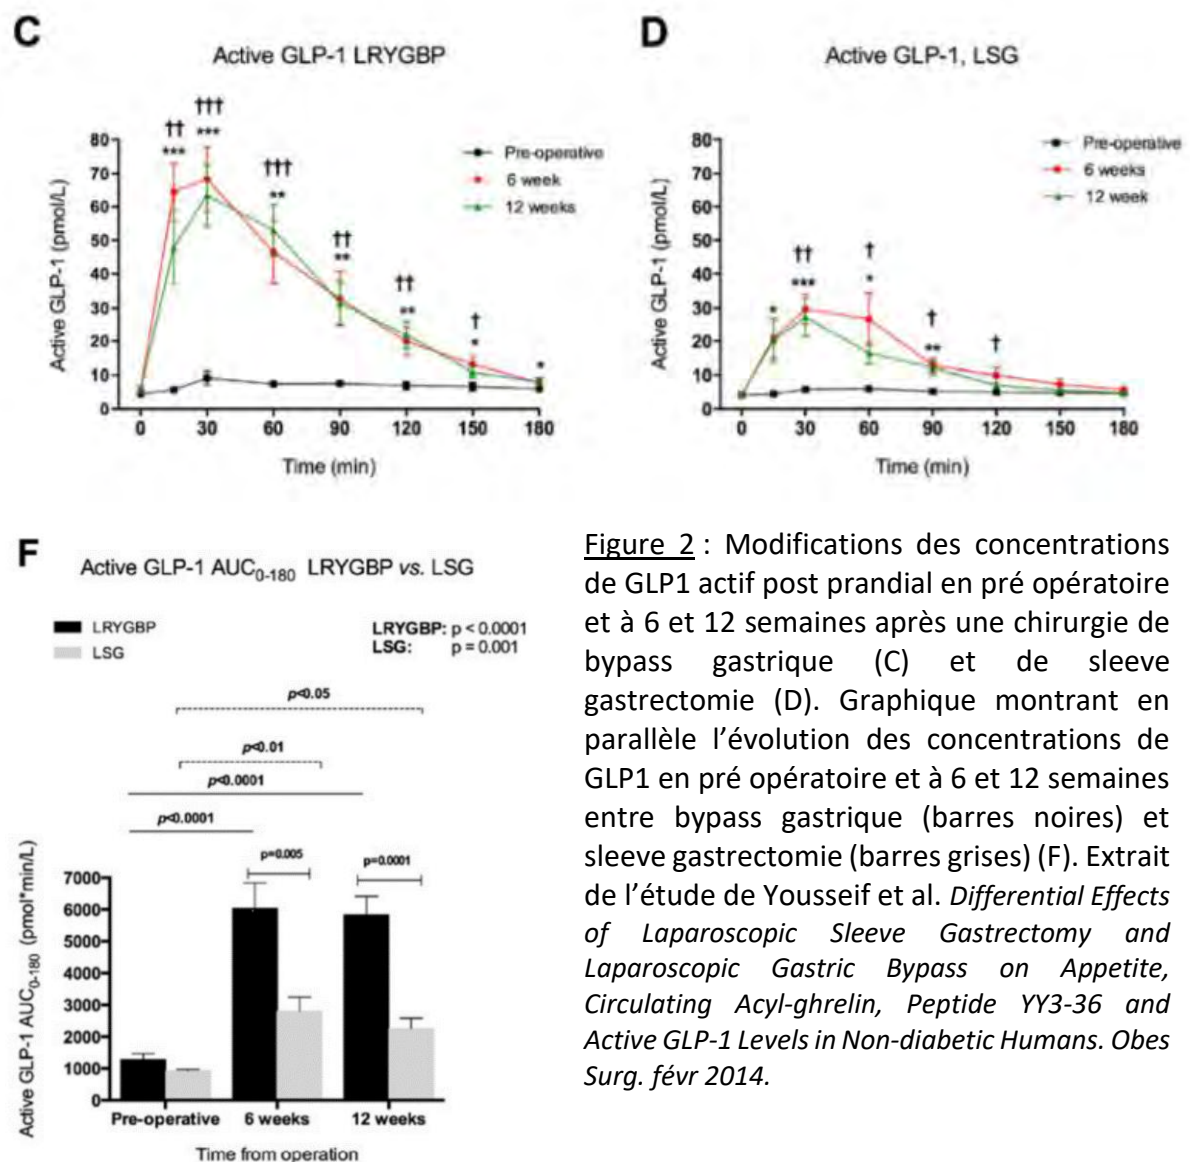 C
Active GLP-1 LRYGBP
†††
††
***
***
†††
**
††
**
††
**
†
*
*
Pre-operative
6 week
12 weeks
80
70
60
50
40
30
20
10
0
Active GLP-1 (pmol/L)
0 30 60 90 120 150 180
Time (min)
D
Active GLP-1, LSG
Pre-operative
6 weeks
12 week
††
***
†
*
*
†
**
†
80
70
60
50
40
30
20
10
0
Active GLP-1 (pmol/L)
0 30 60 90 120 150 180
Time (min)
F
Active GLP-1 AUC0-180 LRYGBP vs. LSG
LRYGBP
LSG
LRYGBP: p < 0.0001
LSG: p = 0.001
p<0.05
p<0.01
p<0.0001
p<0.0001
p=0.005
p=0.0001
7000
6000
5000
4000
3000
2000
1000
0
Active GLP-1 AUC0-180 (pmol*min/L)
Pre-operative 6 weeks 12 weeks
Time from operation
Figure 2 : Modifications des concentrations
de GLP1 actif post prandial en pré opératoire
et à 6 et 12 semaines après une chirurgie de
bypass gastrique (C) et de sleeve
gastrectomie (D). Graphique montrant en
parallèle l’évolution des concentrations de
GLP1 en pré opératoire et à 6 et 12 semaines
entre bypass gastrique (barres noires) et
sleeve gastrectomie (barres grises) (F). Extrait
de l’étude de Yousseif et al. Differential Effects
of Laparoscopic Sleeve Gastrectomy and
Laparoscopic Gastric Bypass on Appetite,
Circulating Acyl-ghrelin, Peptide YY3-36 and
Active GLP-1 Levels in Non-diabetic Humans. Obes
Surg. févr 2014.